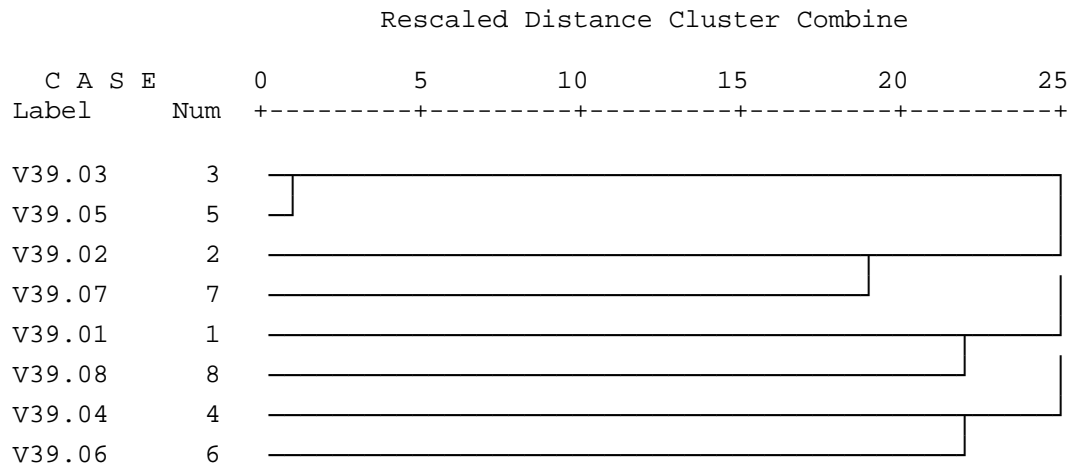 Rescaled Distance Cluster Combine
C A S E 0 5 10 15 20 25
Label Num +---------+---------+---------+---------+---------+
V39.03 3
V39.05 5
V39.02 2
V39.07 7
V39.01 1
V39.08 8
V39.04 4
V39.06 6